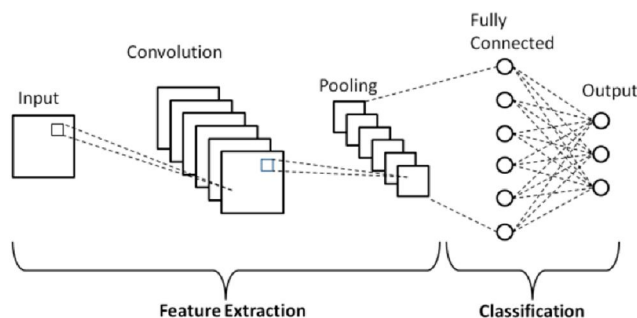 Fully
Connected
Convolution
Pooling
Output
Input
Feature Extraction
Classification